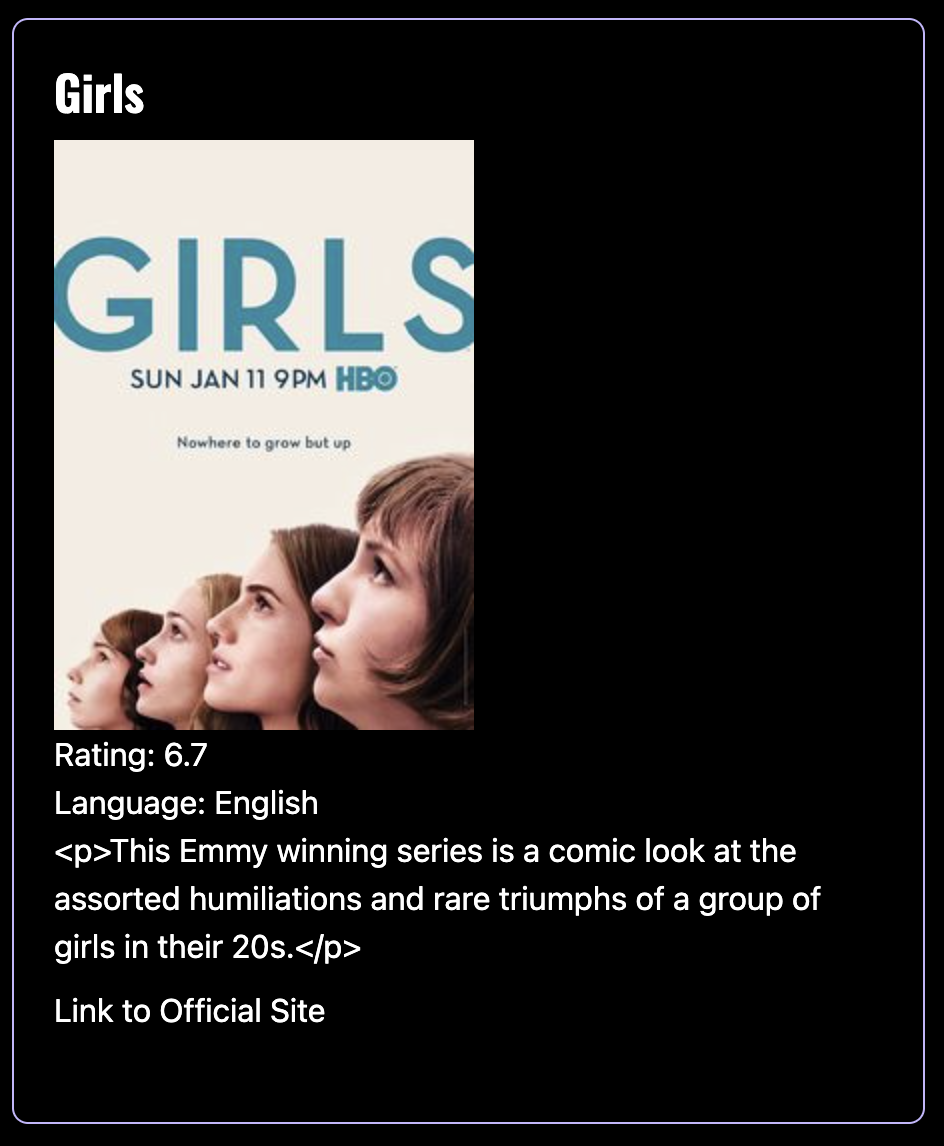 Girls
GIRLS
SUN JAN 11 9PM HBO
Nowhere to grow but up
Rating: 6.7
Language: English
<p>This Emmy winning series is a comic look at the
assorted humiliations and rare triumphs of a group of
girls in their 20s.</p>
Link to Official Site